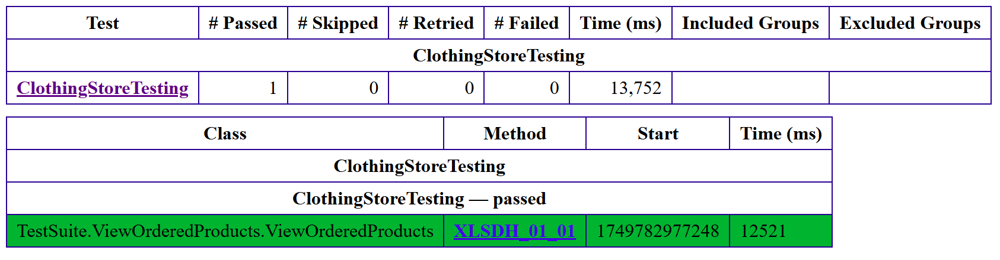 Test # Passed # Skipped # Retried # Failed Time (ms) Included Groups Excluded Groups
ClothingStoreTesting
ClothingStoreTesting 1 0 0 0 13,752
Class Method Start Time (ms)
ClothingStoreTesting
ClothingStoreTesting — passed
TestSuite.ViewOrderedProducts.ViewOrderedProducts XLSDH_01_01 1749782977248 12521